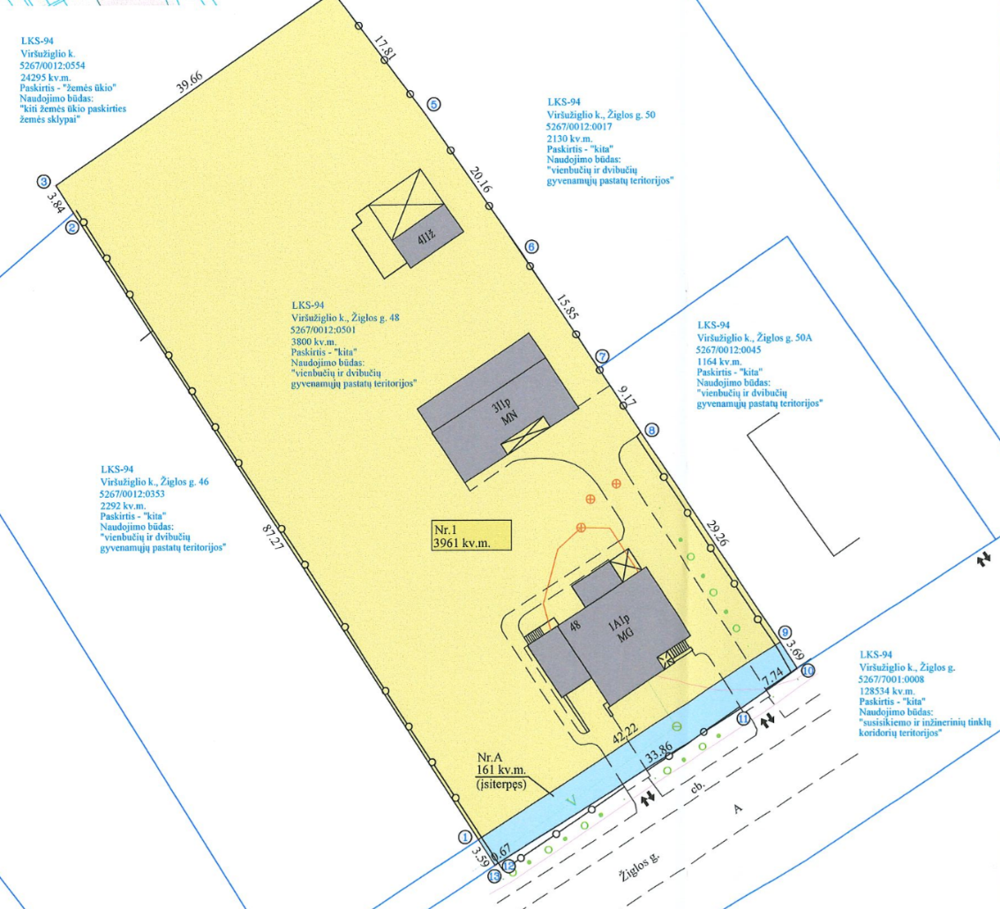 LKS-94
Viršužiglio k.
5267/0012:0554
24295 kv.m.
Paskirtis - "žemės ūkio"
Naudojimo būdas:
"kiti žemės ūkio paskirties
žemės sklypai"
39.66
17.81
5
LKS-94
Viršužiglio k., Žiglos g. 50
5267/0012:0017
2130 kv.m.
Paskirtis - "kita"
Naudojimo būdas:
"vienbučių ir dvibučių
gyvenamųjų pastatų teritorijos"
3
3.84
2
20.16
4I1ž
6
LKS-94
Viršužiglio k., Žiglos g. 48
5267/0012:0501
3800 kv.m.
Paskirtis - "kita"
Naudojimo būdas:
"vienbučių ir dvibučių
gyvenamųjų pastatų teritorijos"
15.85
LKS-94
Viršužiglio k., Žiglos g. 50A
5267/0012:0045
1164 kv.m.
Paskirtis - "kita"
Naudojimo būdas:
"vienbučių ir dvibučių
gyvenamųjų pastatų teritorijos"
7
9.17
3I1p
MN
8
LKS-94
Viršužiglio k., Žiglos g. 46
5267/0012:0353
2292 kv.m.
Paskirtis - "kita"
Naudojimo būdas:
"vienbučių ir dvibučių
gyvenamųjų pastatų teritorijos"
87.27
Nr.1
3961 kv.m.
29.26
48
1A1p
MG
9
3.69
10
7.74
LKS-94
Viršužiglio k., Žiglos g.
5267/7001:0008
128534 kv.m.
Paskirtis - "kita"
Naudojimo būdas:
"susisikiemo ir inžinerinių tinklų
koridorių teritorijos"
11
42.22
33.86
Nr.A
161 kv.m.
(įsiterpęs)
V
cb.
A
1
3.59
0.67
12
13
Žiglos g.